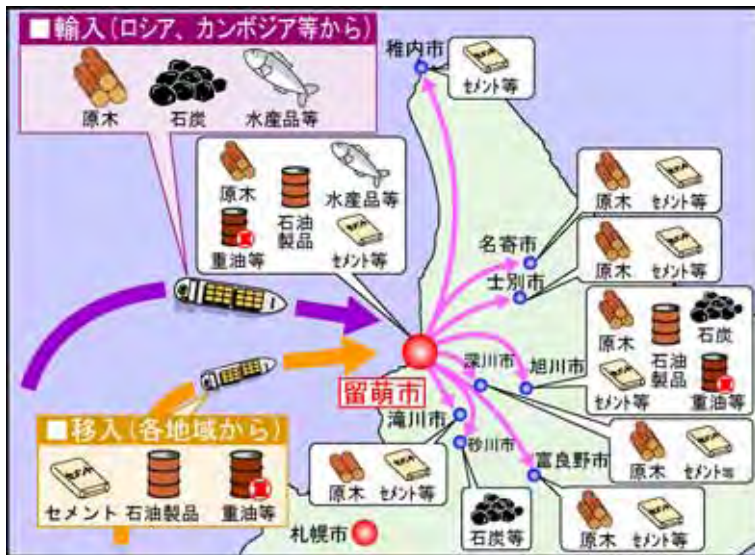 ■輸入(ロシア、カンボジア等から)
原木 石炭 水産品等
稚内市
セメント等
原木
石油
製品
水産品等
重油等
セメント等
原木 セメント等
名寄市
原木 セメント等
士別市
原木
石油
製品
石炭
セメント等
重油等
旭川市
深川市
留萌市
滝川市
砂川市
富良野市
原木 セメント等
■移入(各地域から)
セメント 石油製品 重油等
原木 セメント等
石炭等
原木 セメント等
札幌市